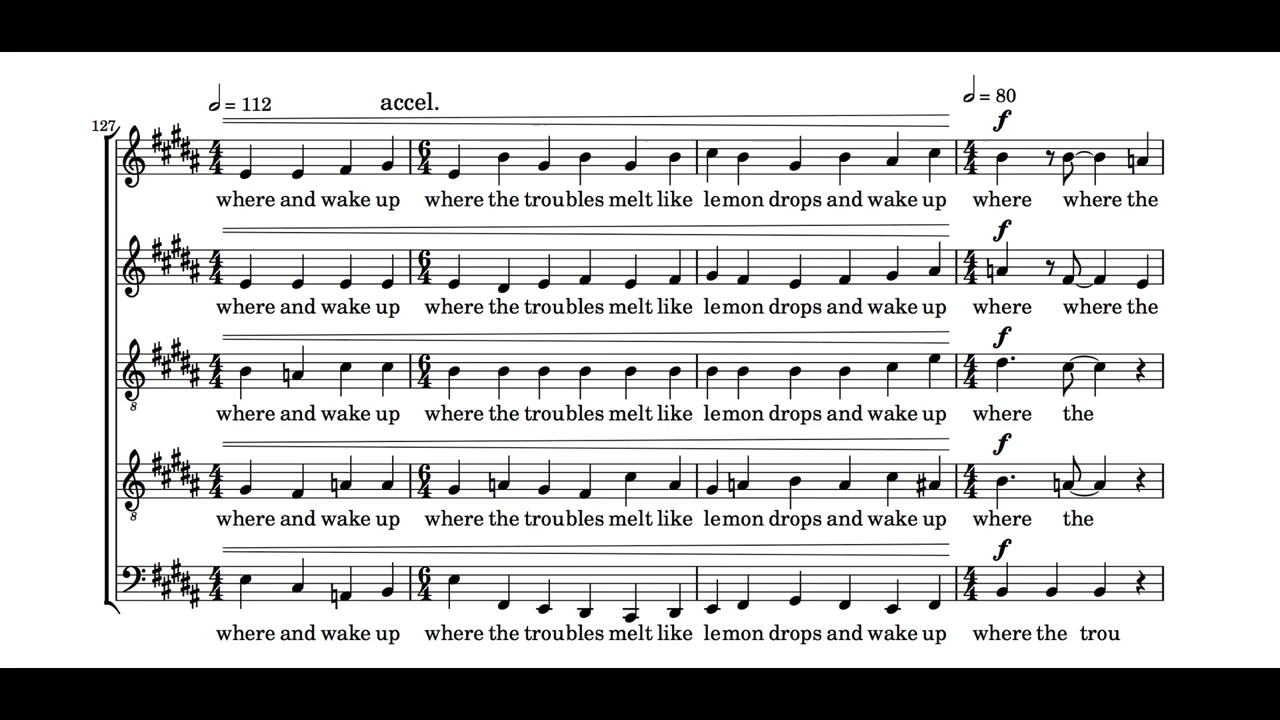 𝅗𝅥 = 112 accel. 𝅗𝅥 = 80
127
f
where and wake up where the troubles melt like lemon drops and wake up where where the
f
where and wake up where the troubles melt like lemon drops and wake up where where the
f
where and wake up where the troubles melt like lemon drops and wake up where the
8
f
where and wake up where the troubles melt like lemon drops and wake up where the
8
f
where and wake up where the troubles melt like lemon drops and wake up where the trou